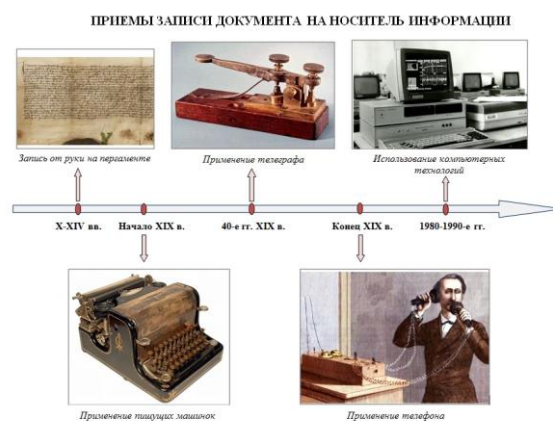 ПРИЕМЫ ЗАПИСИ ДОКУМЕНТА НА НОСИТЕЛЬ ИНФОРМАЦИИ
Запись от руки на пергаменте
Применение телеграфа
Использование компьютерных
технологий
X-XIV вв.
Начало XIX в.
40-е гг. XIX в.
Конец XIX в.
1980-1990-е гг.
Применение пишущих машинок
Применение телефона